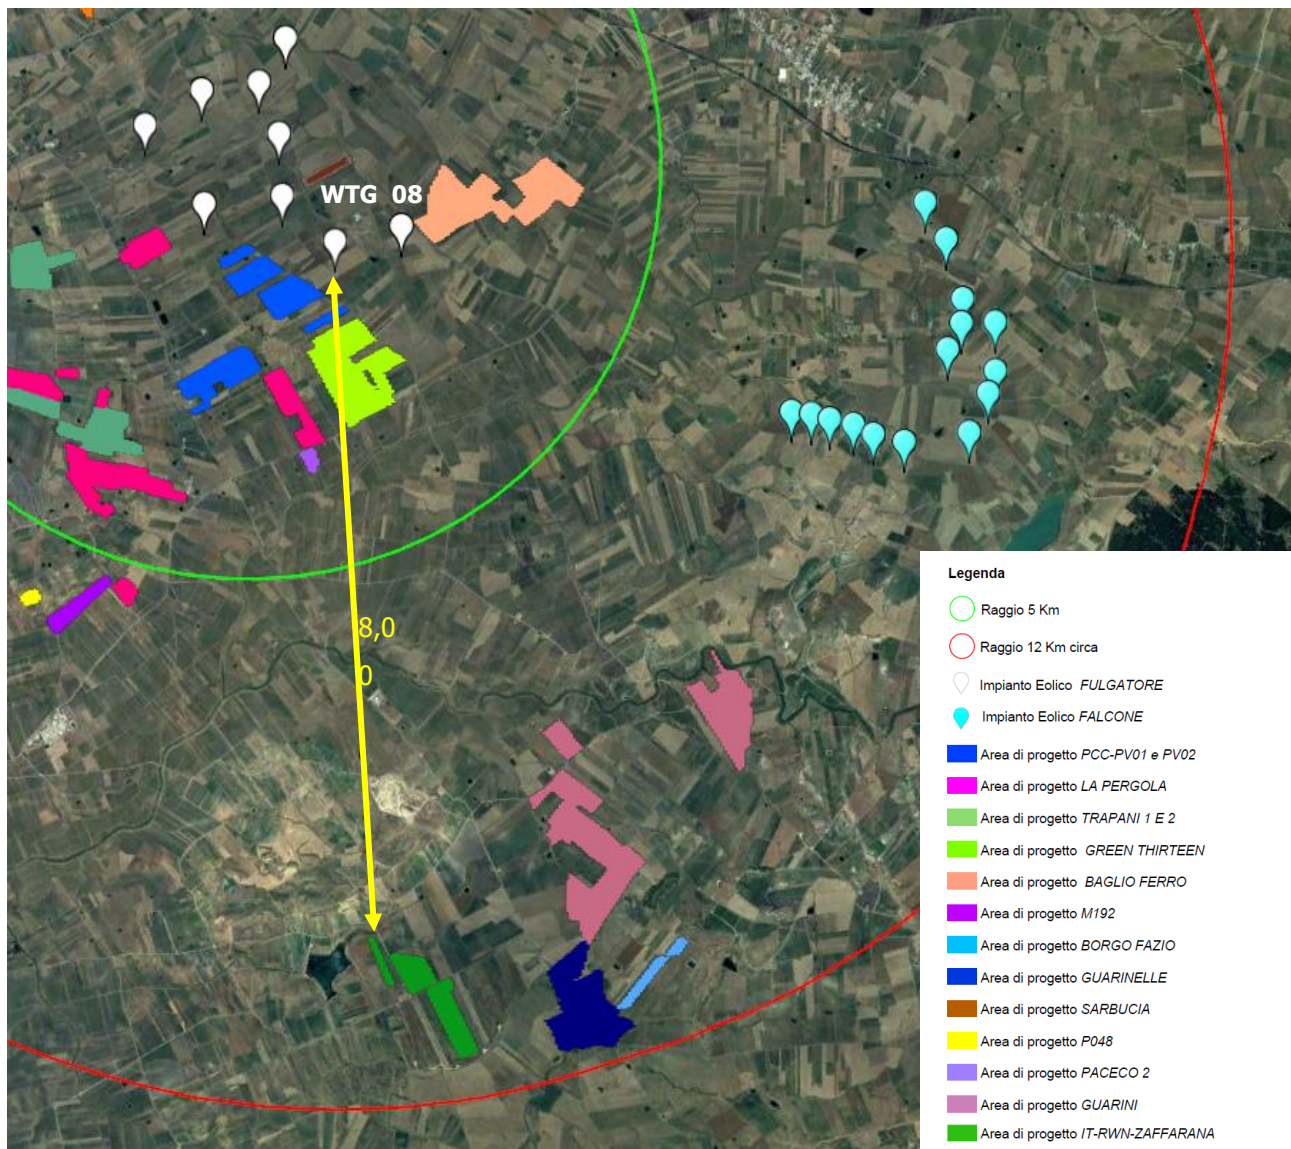 WTG 08
8,0
0
Legenda
Raggio 5 Km
Raggio 12 Km circa
Impianto Eolico FULGATORE
Impianto Eolico FALCONE
Area di progetto PCC-PV01 e PV02
Area di progetto LA PERGOLA
Area di progetto TRAPANI 1 E 2
Area di progetto GREEN THIRTEEN
Area di progetto BAGLIO FERRO
Area di progetto M192
Area di progetto BORGO FAZIO
Area di progetto GUARINELLE
Area di progetto SARBUCIA
Area di progetto P048
Area di progetto PACECO 2
Area di progetto GUARINI
Area di progetto IT-RWN-ZAFFARANA